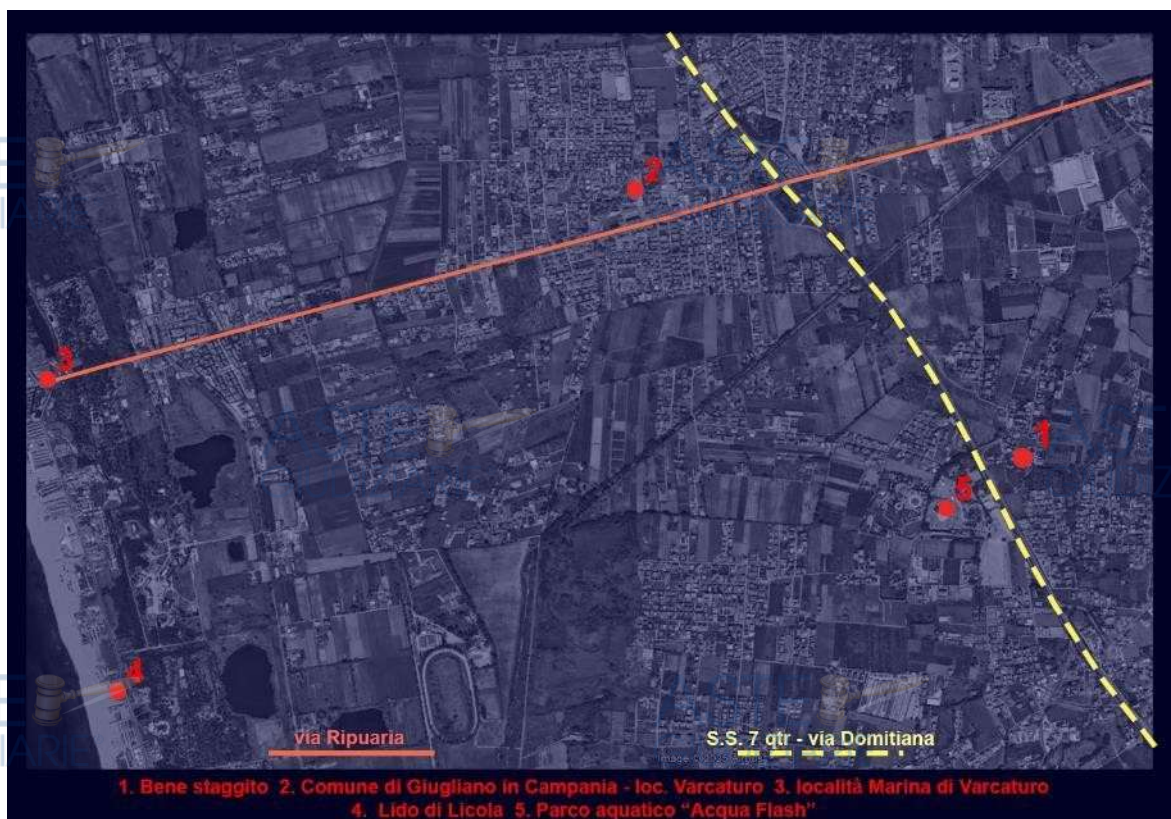 2
3
1
5
4
via Ripuaria
S.S. 7 qtr - via Domitiana
1. Bene staggito 2. Comune di Giugliano in Campania - loc. Varcaturo 3. località Marina di Varcaturo
4. Lido di Licola 5. Parco aquatico “Acqua Flash”